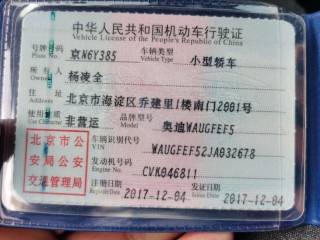 中华人民共和国机动车行驶证
Vehicle License of the People's Republic of China
号牌号码 京N6Y385 车辆类型 小型轿车
Plate No. Vehicle Type
所有人 杨凌全
Owner
住址 北京市海淀区乔建里1楼南门2001号
Address
使用性质 非营运 品牌型号 奥迪WAUGFEF5
Use Character Model
北京市公 车辆识别代号 WAUGFEF52JA032678
安局公安 VIN
交通管理局 发动机号码 CVK046811
Engine No.
注册日期 2017-12-04 发证日期 2017-12-04
Register Date Issue Date